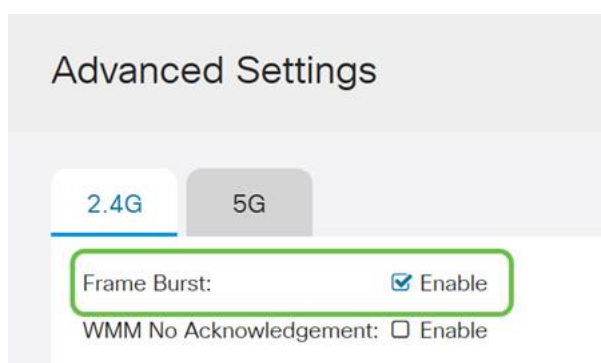 Advanced Settings
2.4G 5G
Frame Burst: Enable
WMM No Acknowledgement: Enable